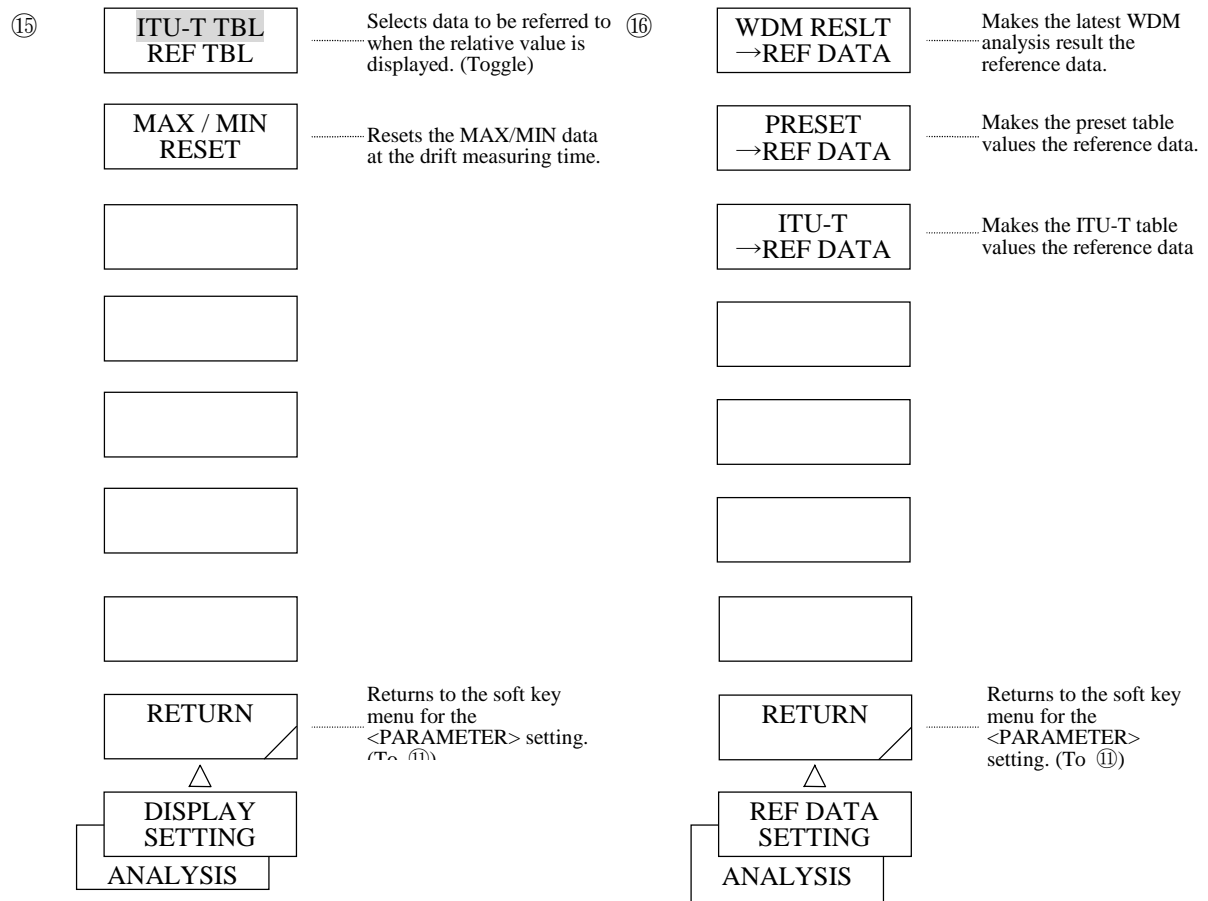 ⑮
ITU-T TBL
REF TBL
Selects data to be referred to
when the relative value is
displayed. (Toggle)
MAX / MIN
RESET
Resets the MAX/MIN data
at the drift measuring time.
RETURN
Returns to the soft key
menu for the
<PARAMETER> setting.
(To ⑪)
DISPLAY
SETTING
ANALYSIS
⑯
WDM RESLT
→REF DATA
Makes the latest WDM
analysis result the
reference data.
PRESET
→REF DATA
Makes the preset table
values the reference data.
ITU-T
→REF DATA
Makes the ITU-T table
values the reference data
RETURN
Returns to the soft key
menu for the
<PARAMETER>
setting. (To ⑪)
REF DATA
SETTING
ANALYSIS